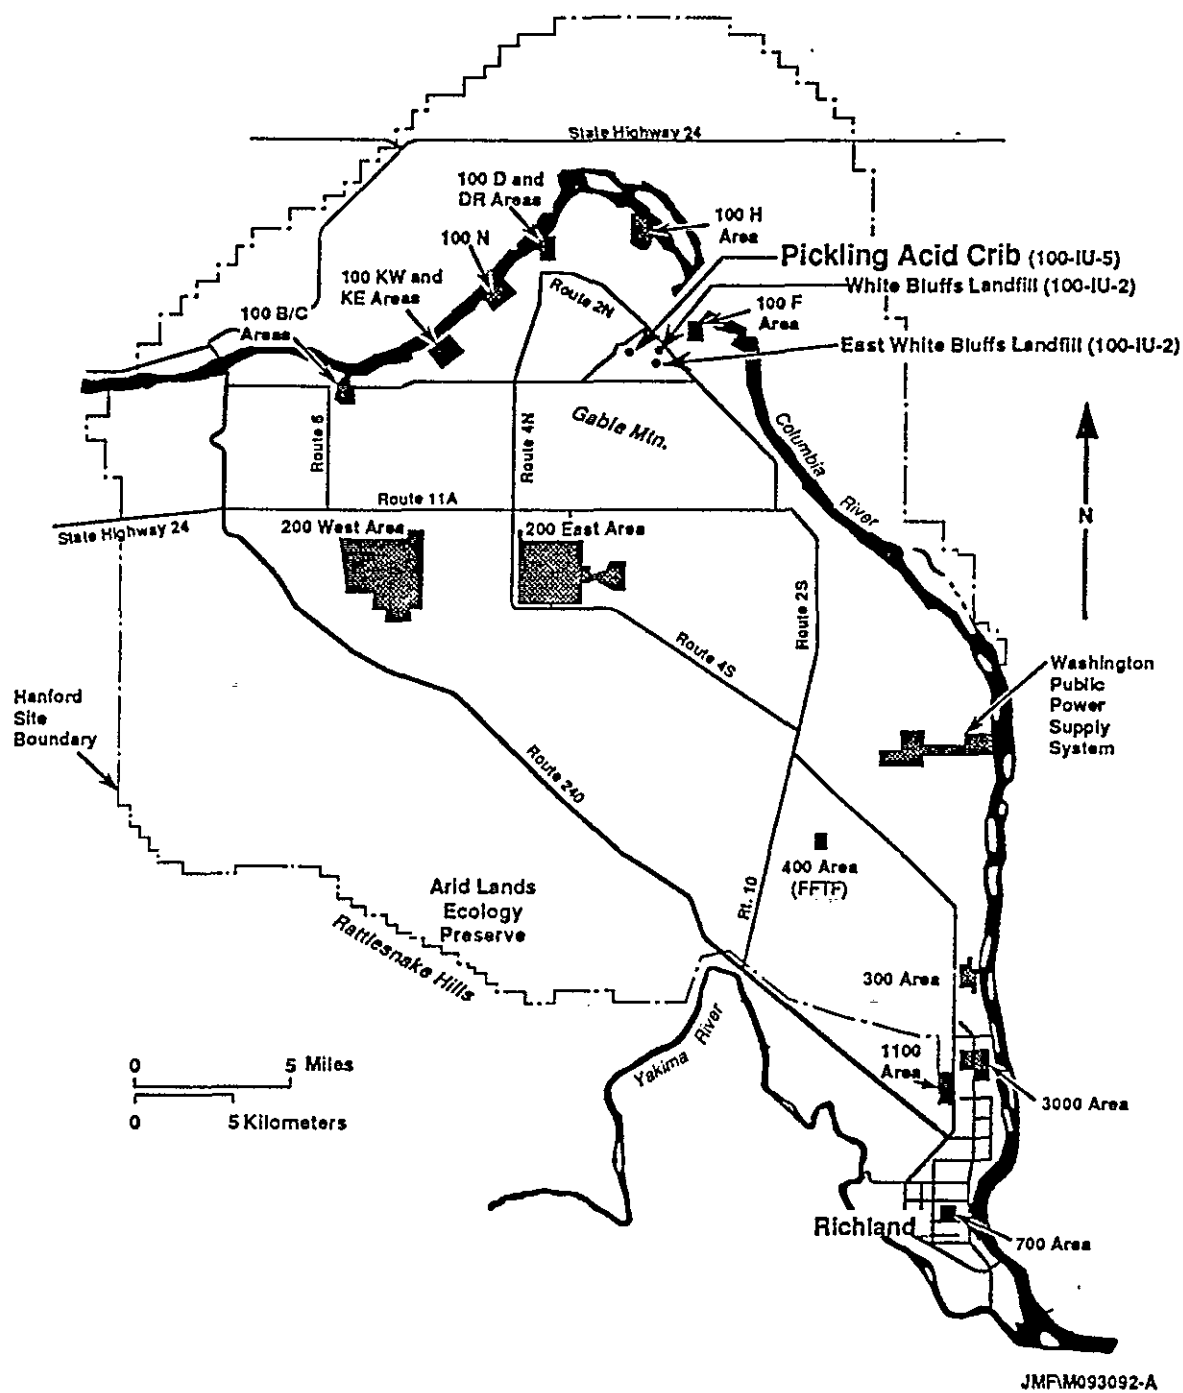 State Highway 24
100 D and
DR Areas
100 H
Area
100 N
Pickling Acid Crib (100-IU-5)
100 KW and
KE Areas
White Bluffs Landfill (100-IU-2)
Route 2N
100 F
Area
100 B/C
Areas
East White Bluffs Landfill (100-IU-2)
Gable Mtn.
Columbia
River
Route 6
Route 4N
N
Route 11A
State Highway 24
200 West Area
200 East Area
Route 2S
Route 4S
Washington
Public
Power
Supply
System
Hanford
Site
Boundary
Route 240
400 Area
(FFTF)
Rt. 10
Arid Lands
Ecology
Preserve
Rattlesnake Hills
300 Area
Yakima
River
1100
Area
0 5 Miles
0 5 Kilometers
3000 Area
Richland
700 Area
JMF\M093092-A